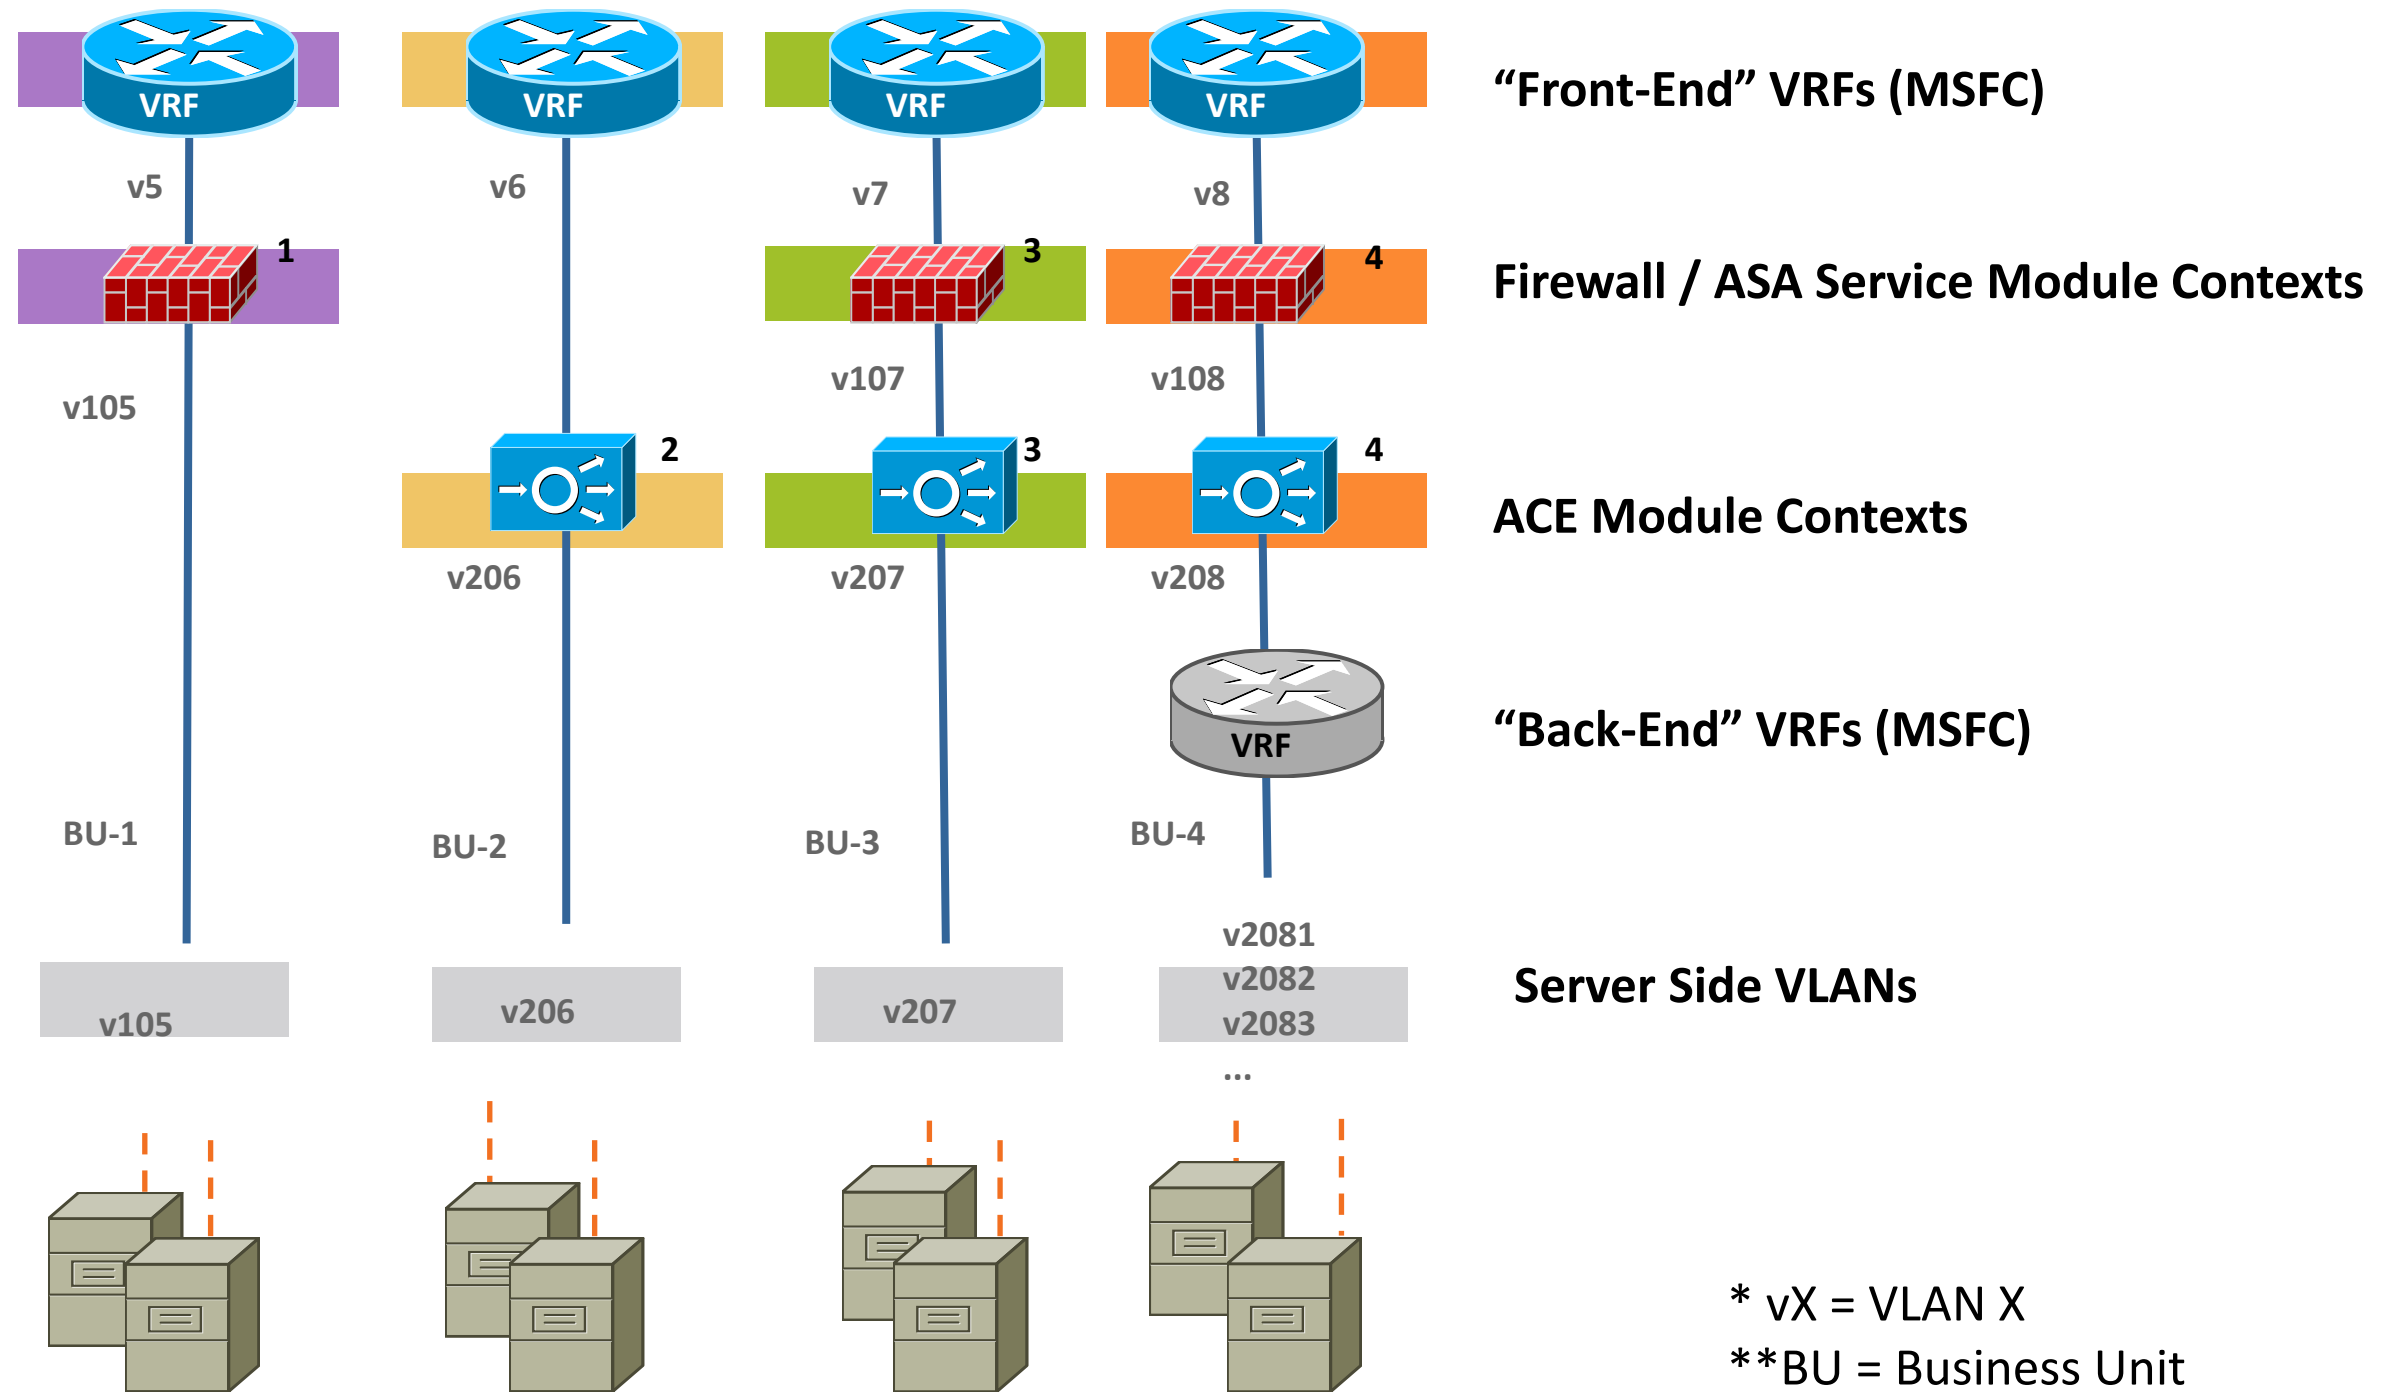 VRF
VRF
VRF
VRF
“Front-End” VRFs (MSFC)
v5
v6
v7
v8
1
3
4
Firewall / ASA Service Module Contexts
v105
v107
v108
2
3
4
ACE Module Contexts
v206
v207
v208
VRF
“Back-End” VRFs (MSFC)
BU-1
BU-2
BU-3
BU-4
v105
v206
v207
v2081
v2082
v2083
...
Server Side VLANs
* vX = VLAN X
**BU = Business Unit